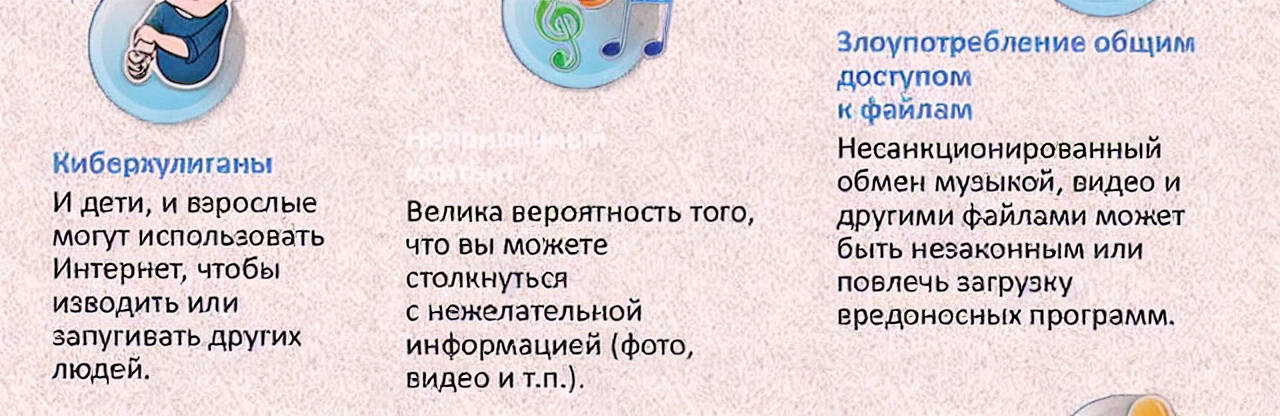 Киберхулиганы
И дети, и взрослые
могут использовать
Интернет, чтобы
изводить или
запугивать других
людей.
Велика вероятность того,
что вы можете
столкнуться
с нежелательной
информацией (фото,
видео и т.п.).
Злоупотребление общим
доступом
к файлам
Несанкционированный
обмен музыкой, видео и
другими файлами может
быть незаконным или
повлечь загрузку
вредоносных программ.